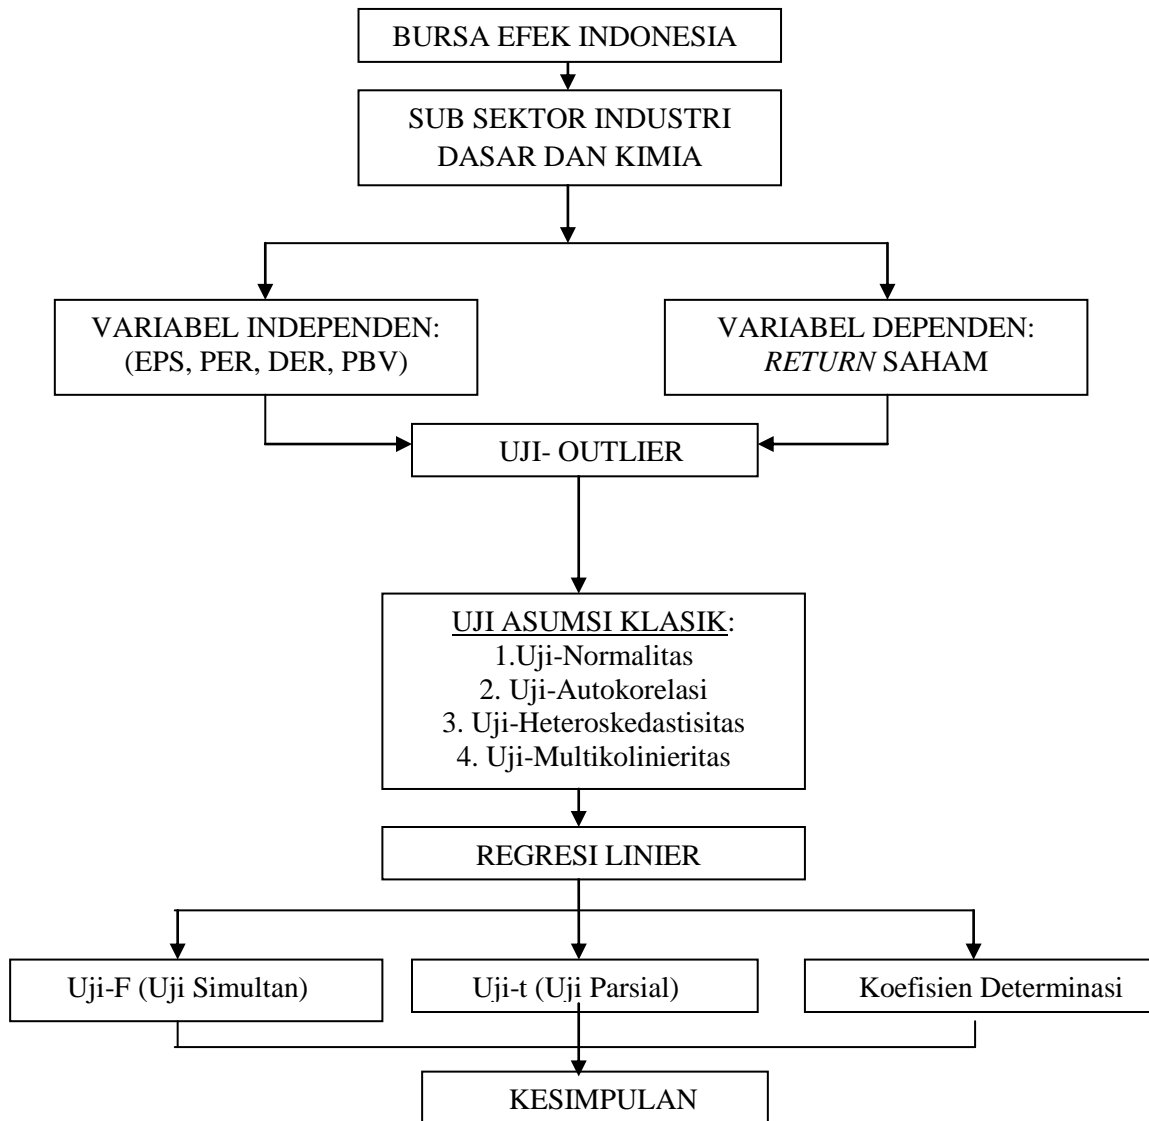 BURSA EFEK INDONESIA
SUB SEKTOR INDUSTRI
DASAR DAN KIMIA
VARIABEL INDEPENDEN:
(EPS, PER, DER, PBV)
VARIABEL DEPENDEN:
RETURN SAHAM
UJI- OUTLIER
UJI ASUMSI KLASIK:
1.Uji-Normalitas
2. Uji-Autokorelasi
3. Uji-Heteroskedastisitas
4. Uji-Multikolinieritas
REGRESI LINIER
Uji-F (Uji Simultan)
Uji-t (Uji Parsial)
Koefisien Determinasi
KESIMPULAN